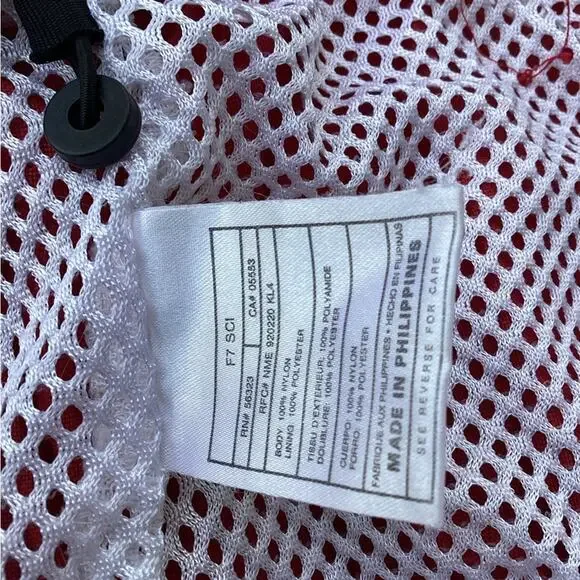 F7 SCI
RN# 56323 CA# 05553
RFC# NME 920220 KL4
BODY: 100% NYLON
LINING: 100% POLYESTER
TISSU D'EXTERIEUR: 100% POLYAMIDE
DOUBLURE: 100% POLYESTER
CUERPO: 100% NYLON
FORRO: 100% POLYESTER
FABRIQUE AUX PHILIPPINES • HECHO EN FILIPINAS
MADE IN PHILIPPINES
SEE REVERSE FOR CARE